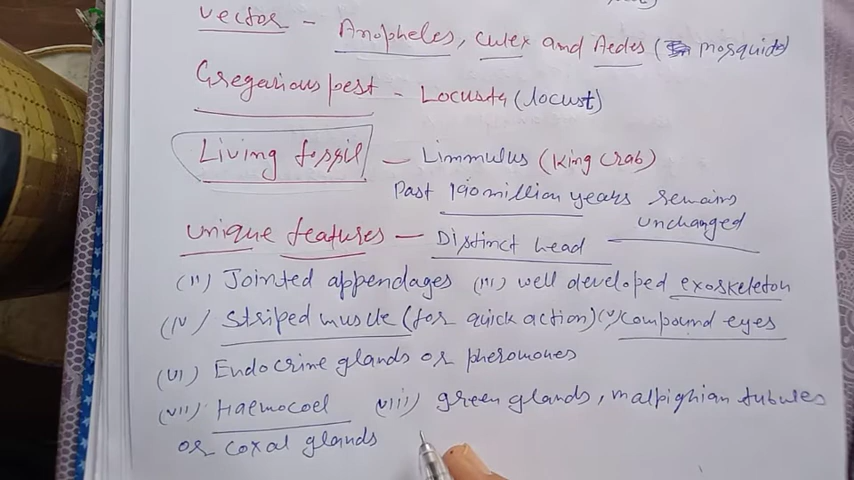 vector - Anopheles, culex and Aedes ( mosquito)
Gregarious pest - Locusta (locust)
Living fossil - Limmulus (king crab)
Past 190 million years remains
unchanged
unique features - Distinct head
(ii) Jointed appendages (iii) well developed exoskeleton
(iv) striped muscle (for quick action) (v) compound eyes
(vi) Endocrine glands or pheromones
(vii) Haemocoel (viii) green glands, malpighian tubules
or coxal glands